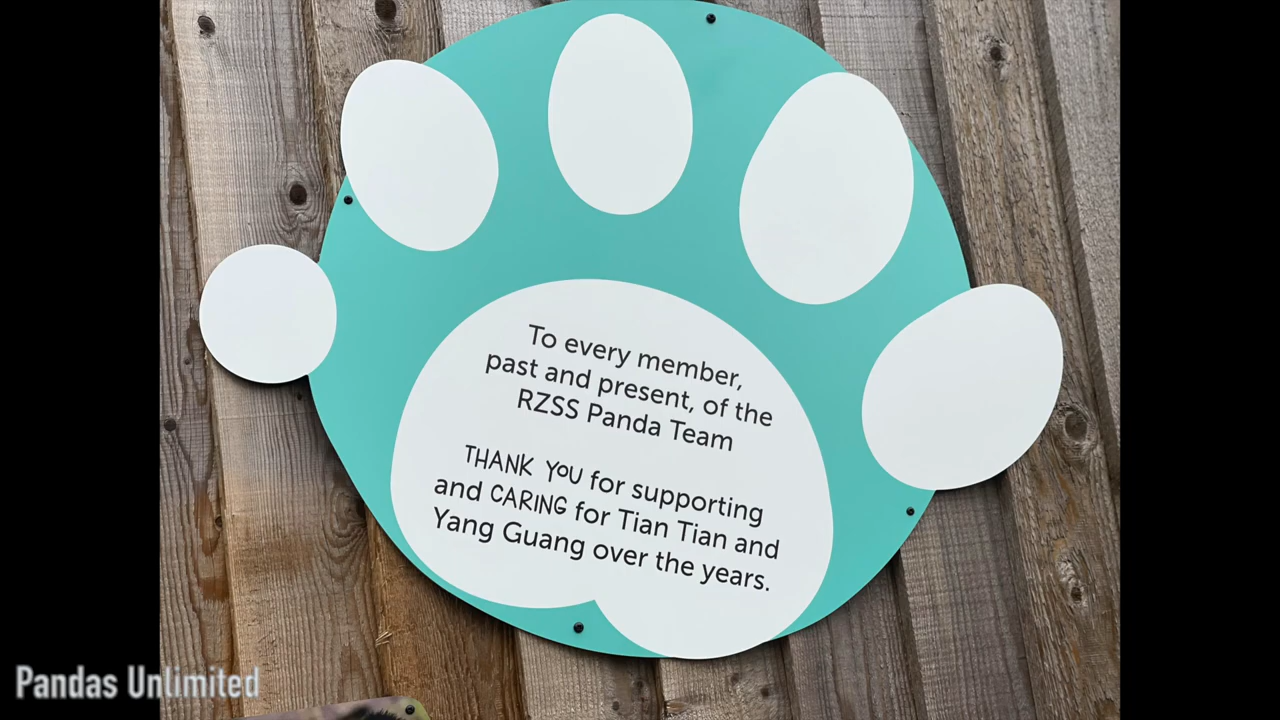 To every member,
past and present, of the
RZSS Panda Team
THANK YOU for supporting
and CARING for Tian Tian and
Yang Guang over the years.
Pandas Unlimited